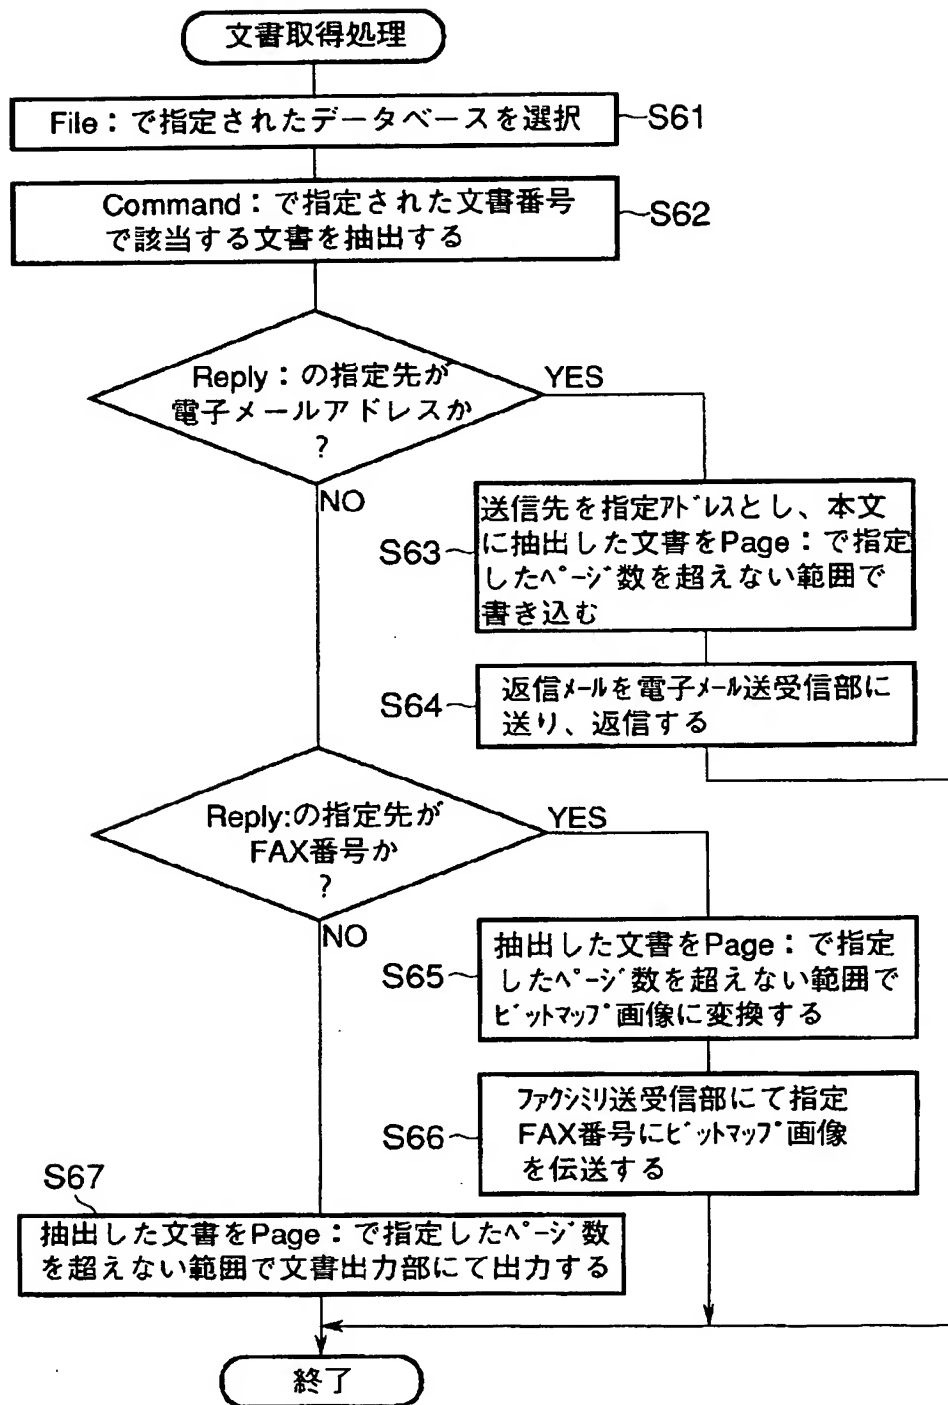 文書取得処理
File：で指定されたデータベースを選択
S61
Command：で指定された文書番号
で該当する文書を抽出する
S62
Reply：の指定先が
電子メールアドレスか
?
YES
NO
送信先を指定ｱﾄﾞﾚｽとし、本文
に抽出した文書をPage：で指定
したﾍﾟｰｼﾞ数を超えない範囲で
書き込む
S63
返信ﾒｰﾙを電子ﾒｰﾙ送受信部に
送り、返信する
S64
Reply:の指定先が
FAX番号か
?
YES
NO
抽出した文書をPage：で指定
したﾍﾟｰｼﾞ数を超えない範囲で
ﾋﾞｯﾄﾏｯﾌﾟ画像に変換する
S65
ﾌｧｸｼﾐﾘ送受信部にて指定
FAX番号にﾋﾞｯﾄﾏｯﾌﾟ画像
を伝送する
S66
S67
抽出した文書をPage：で指定したﾍﾟｰｼﾞ数
を超えない範囲で文書出力部にて出力する
終了